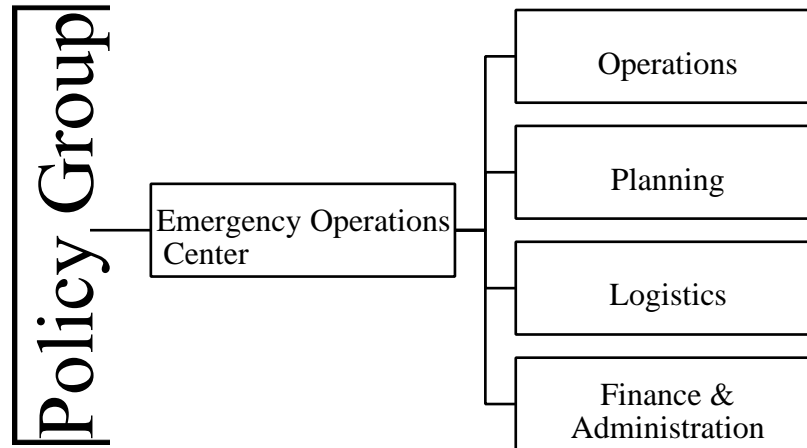 Policy Group
Emergency Operations
Center
Operations
Planning
Logistics
Finance &
Administration